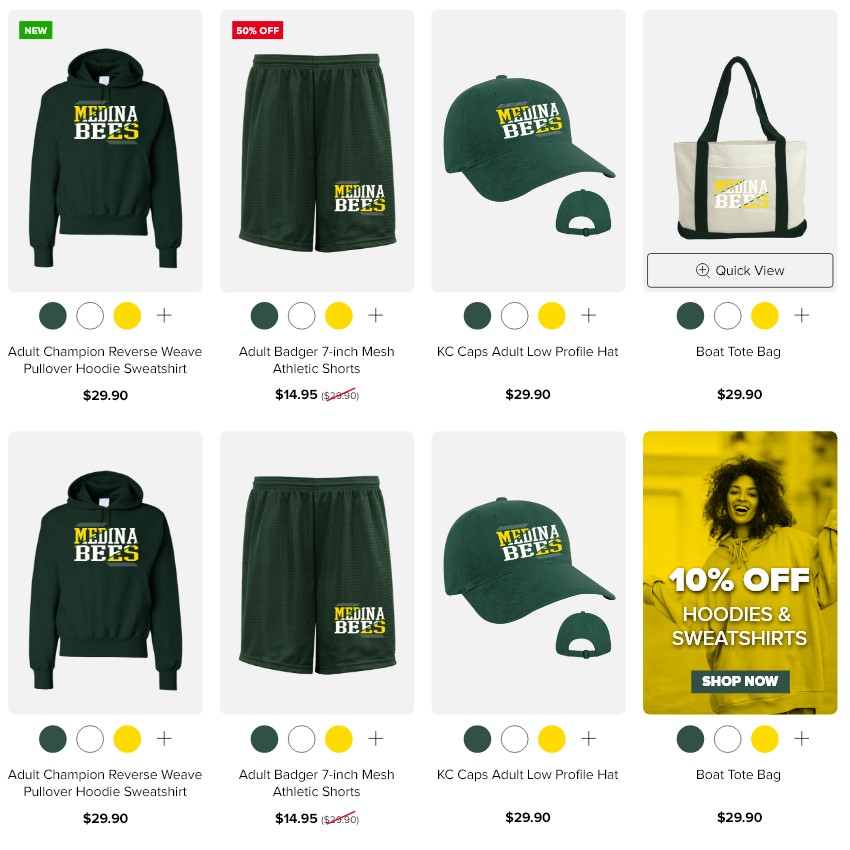 NEW
MEDINA
BEES
50% OFF
MEDINA
BEES
MEDINA
BEES
MEDINA
BEES
Quick View
Adult Champion Reverse Weave
Pullover Hoodie Sweatshirt
$29.90
Adult Badger 7-inch Mesh
Athletic Shorts
$14.95 ($29.90)
KC Caps Adult Low Profile Hat
$29.90
Boat Tote Bag
$29.90
MEDINA
BEES
MEDINA
BEES
MEDINA
BEES
10% OFF
HOODIES &
SWEATSHIRTS
SHOP NOW
Adult Champion Reverse Weave
Pullover Hoodie Sweatshirt
$29.90
Adult Badger 7-inch Mesh
Athletic Shorts
$14.95 ($29.90)
KC Caps Adult Low Profile Hat
$29.90
Boat Tote Bag
$29.90